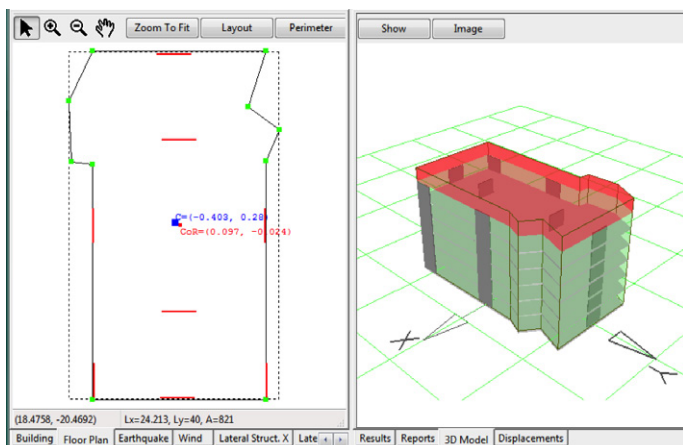 Zoom To Fit Layout Perimeter
Show Image
C=(-0.403, 0.28)
CoR=(0.097, -0.024)
X
Y
(18.4758, -20.4692) Lx=24.213, Ly=40, A=821
Building Floor Plan Earthquake Wind Lateral Struct. X Late
Results Reports 3D Model Displacements